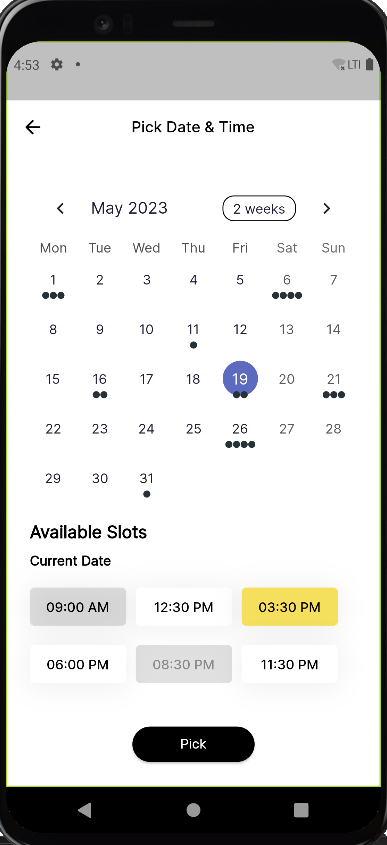 4:53 LTI
Pick Date & Time
May 2023 2 weeks
Mon Tue Wed Thu Fri Sat Sun
1 2 3 4 5 6 7
8 9 10 11 12 13 14
15 16 17 18 19 20 21
22 23 24 25 26 27 28
29 30 31
Available Slots
Current Date
09:00 AM 12:30 PM 03:30 PM
06:00 PM 08:30 PM 11:30 PM
Pick